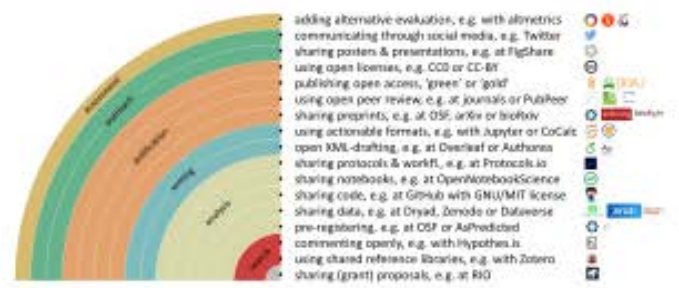 adding alternative evaluation, e.g. with altmetrics
communicating through social media, e.g. Twitter
sharing posters & presentations, e.g. at FigShare
using open licenses, e.g. CC0 or CC-BY
publishing open access, 'green' or 'gold'
using open peer review, e.g. at journals or PubPeer
sharing preprints, e.g. at OSF, arXiv or bioRxiv
using actionable formats, e.g. with Jupyter or CoCalc
open XML-drafting, e.g. at Overleaf or Authorea
sharing protocols & workfl., e.g. at Protocols.io
sharing notebooks, e.g. at OpenNotebookScience
sharing code, e.g. at GitHub with GNU/MIT license
sharing data, e.g. at Dryad, Zenodo or Dataverse
pre-registering, e.g. at OSF or AsPredicted
commenting openly, e.g. with Hypothes.is
using shared reference libraries, e.g. with Zotero
sharing (grant) proposals, e.g. at RIO
assessment
outreach
publication
writing
analysis